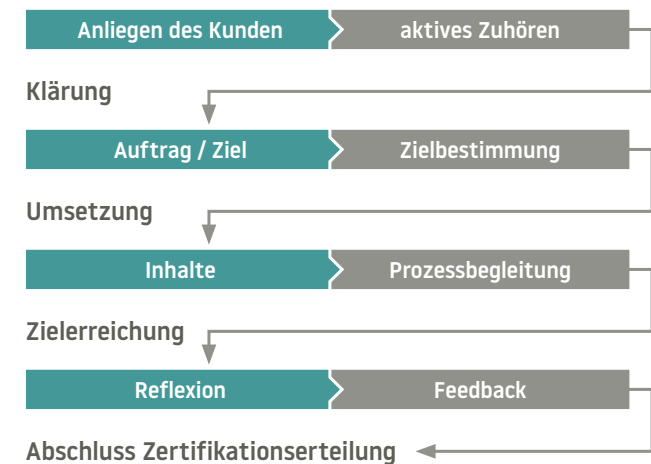 Anliegen des Kunden aktives Zuhören
Klärung
Auftrag / Ziel Zielbestimmung
Umsetzung
Inhalte Prozessbegleitung
Zielerreichung
Reflexion Feedback
Abschluss Zertifikationserteilung